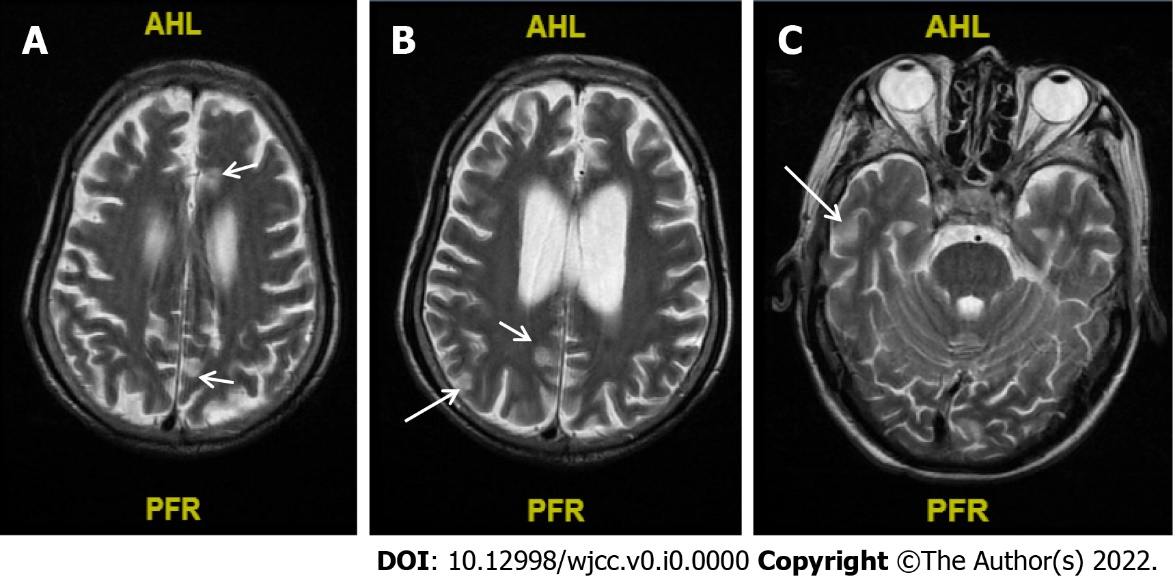 A
AHL
B
AHL
C
AHL
PFR
PFR
PFR
DOI: 10.12998/wjcc.v0.i0.0000 Copyright ©The Author(s) 2022.